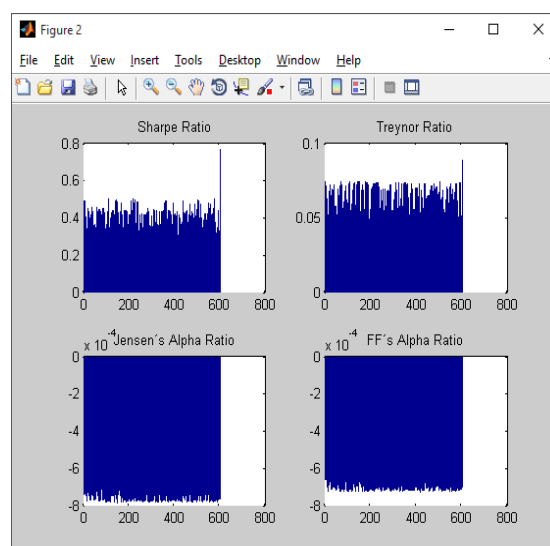 Figure 2
File Edit View Insert Tools Desktop Window Help
Sharpe Ratio
0.8
0.6
0.4
0.2
0
0 200 400 600 800
Treynor Ratio
0.1
0.05
0
0 200 400 600 800
x 10-4
Jensen´s Alpha Ratio
0
-2
-4
-6
-8
0 200 400 600 800
x 10-4
FF´s Alpha Ratio
0
-2
-4
-6
-8
0 200 400 600 800